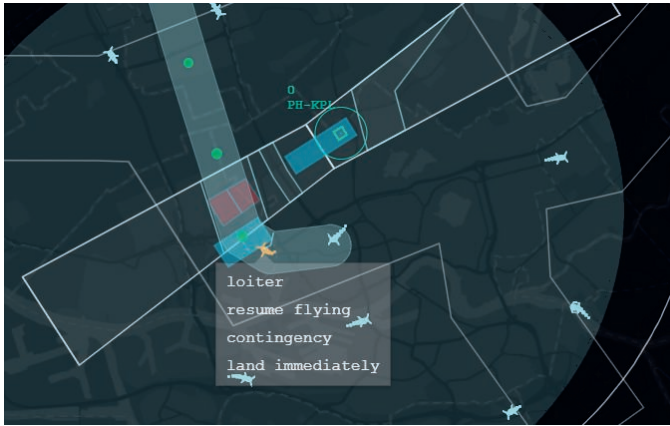 0
PH-KPL
loiter
resume flying
contingency
land immediately